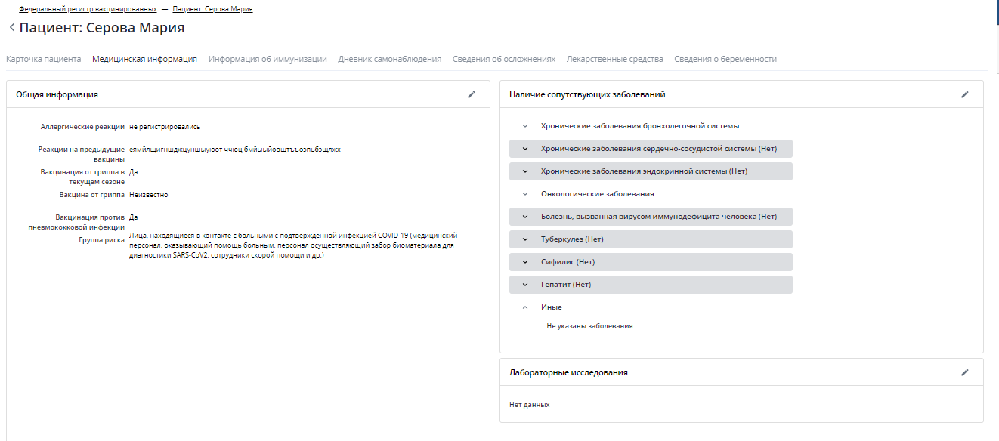 Федеральный регистр вакцинированных — Пациент: Серова Мария
Пациент: Серова Мария
Карточка пациента Медицинская информация Информация об иммунизации Дневник самонаблюдения Сведения об осложнениях Лекарственные средства Сведения о беременности
Общая информация
Аллергические реакции не регистрировались
Реакции на предыдущие вакцины
Вакцинация от гриппа в Да
текущем сезоне
Вакцина от гриппа Неизвестно
Вакцинация против Да
пневмококковой инфекции
Группа риска
Лица, находящиеся в контакте с больными с подтвержденной инфекцией COVID-19 (медицинский
персонал, оказывающий помощь больным, персонал осуществляющий забор биоматериала для
диагностики SARS-CoV2, сотрудники скорой помощи и др.)
Наличие сопутствующих заболеваний
Хронические заболевания бронхолегочной системы
Хронические заболевания сердечно-сосудистой системы (Нет)
Хронические заболевания эндокринной системы (Нет)
Онкологические заболевания
Болезнь, вызванная вирусом иммунодефицита человека (Нет)
Туберкулез (Нет)
Сифилис (Нет)
Гепатит (Нет)
Иные
Не указаны заболевания
Лабораторные исследования
Нет данных